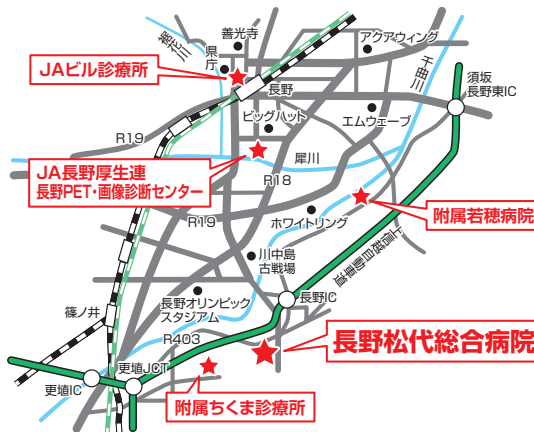 裾花川
善光寺
県庁
アクアウィング
千曲川
須坂
長野東IC
JAビル診療所
長野
ビッグハット
エムウェーブ
R19
JA長野厚生連
長野PET・画像診断センター
犀川
R18
附属若穂病院
R19
ホワイトリング
上信越自動車道
川中島
古戦場
長野オリンピック
スタジアム
長野IC
篠ノ井
R403
長野松代総合病院
更埴JCT
更埴IC
附属ちくま診療所